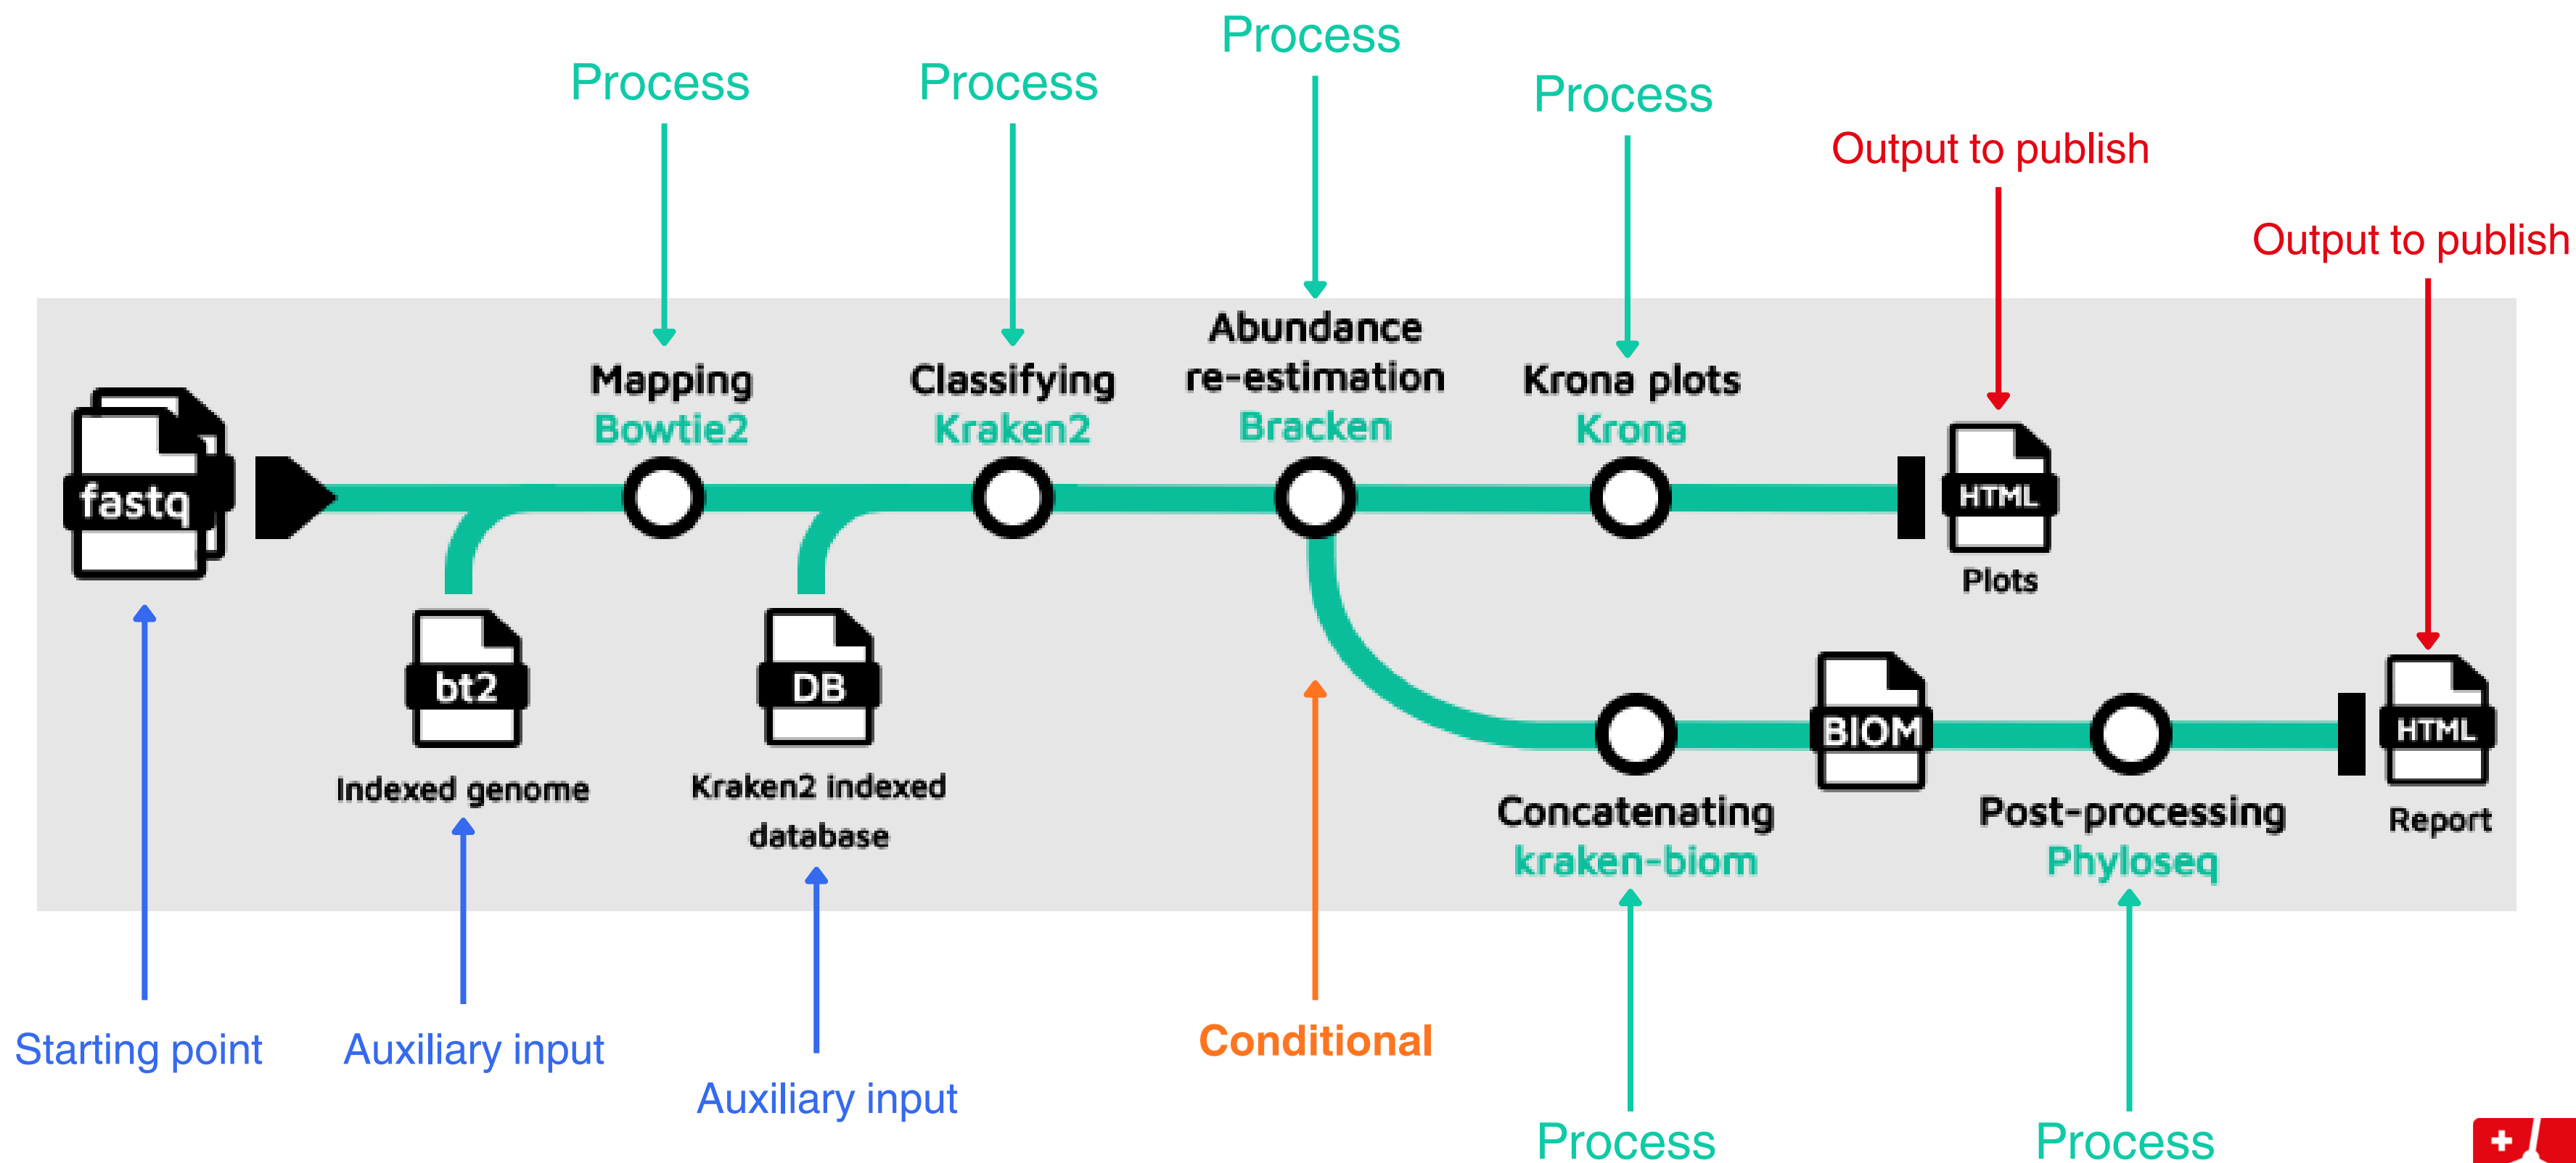 Process
Process
Process
Process
Output to publish
Output to publish
Mapping
Bowtie2
Classifying
Kraken2
Abundance
re-estimation
Bracken
Krona plots
Krona
fastq
HTML
Plots
bt2
Indexed genome
DB
Kraken2 indexed
database
BIOM
HTML
Report
Concatenating
kraken-biom
Post-processing
Phyloseq
Starting point
Auxiliary input
Auxiliary input
Conditional
Process
Process